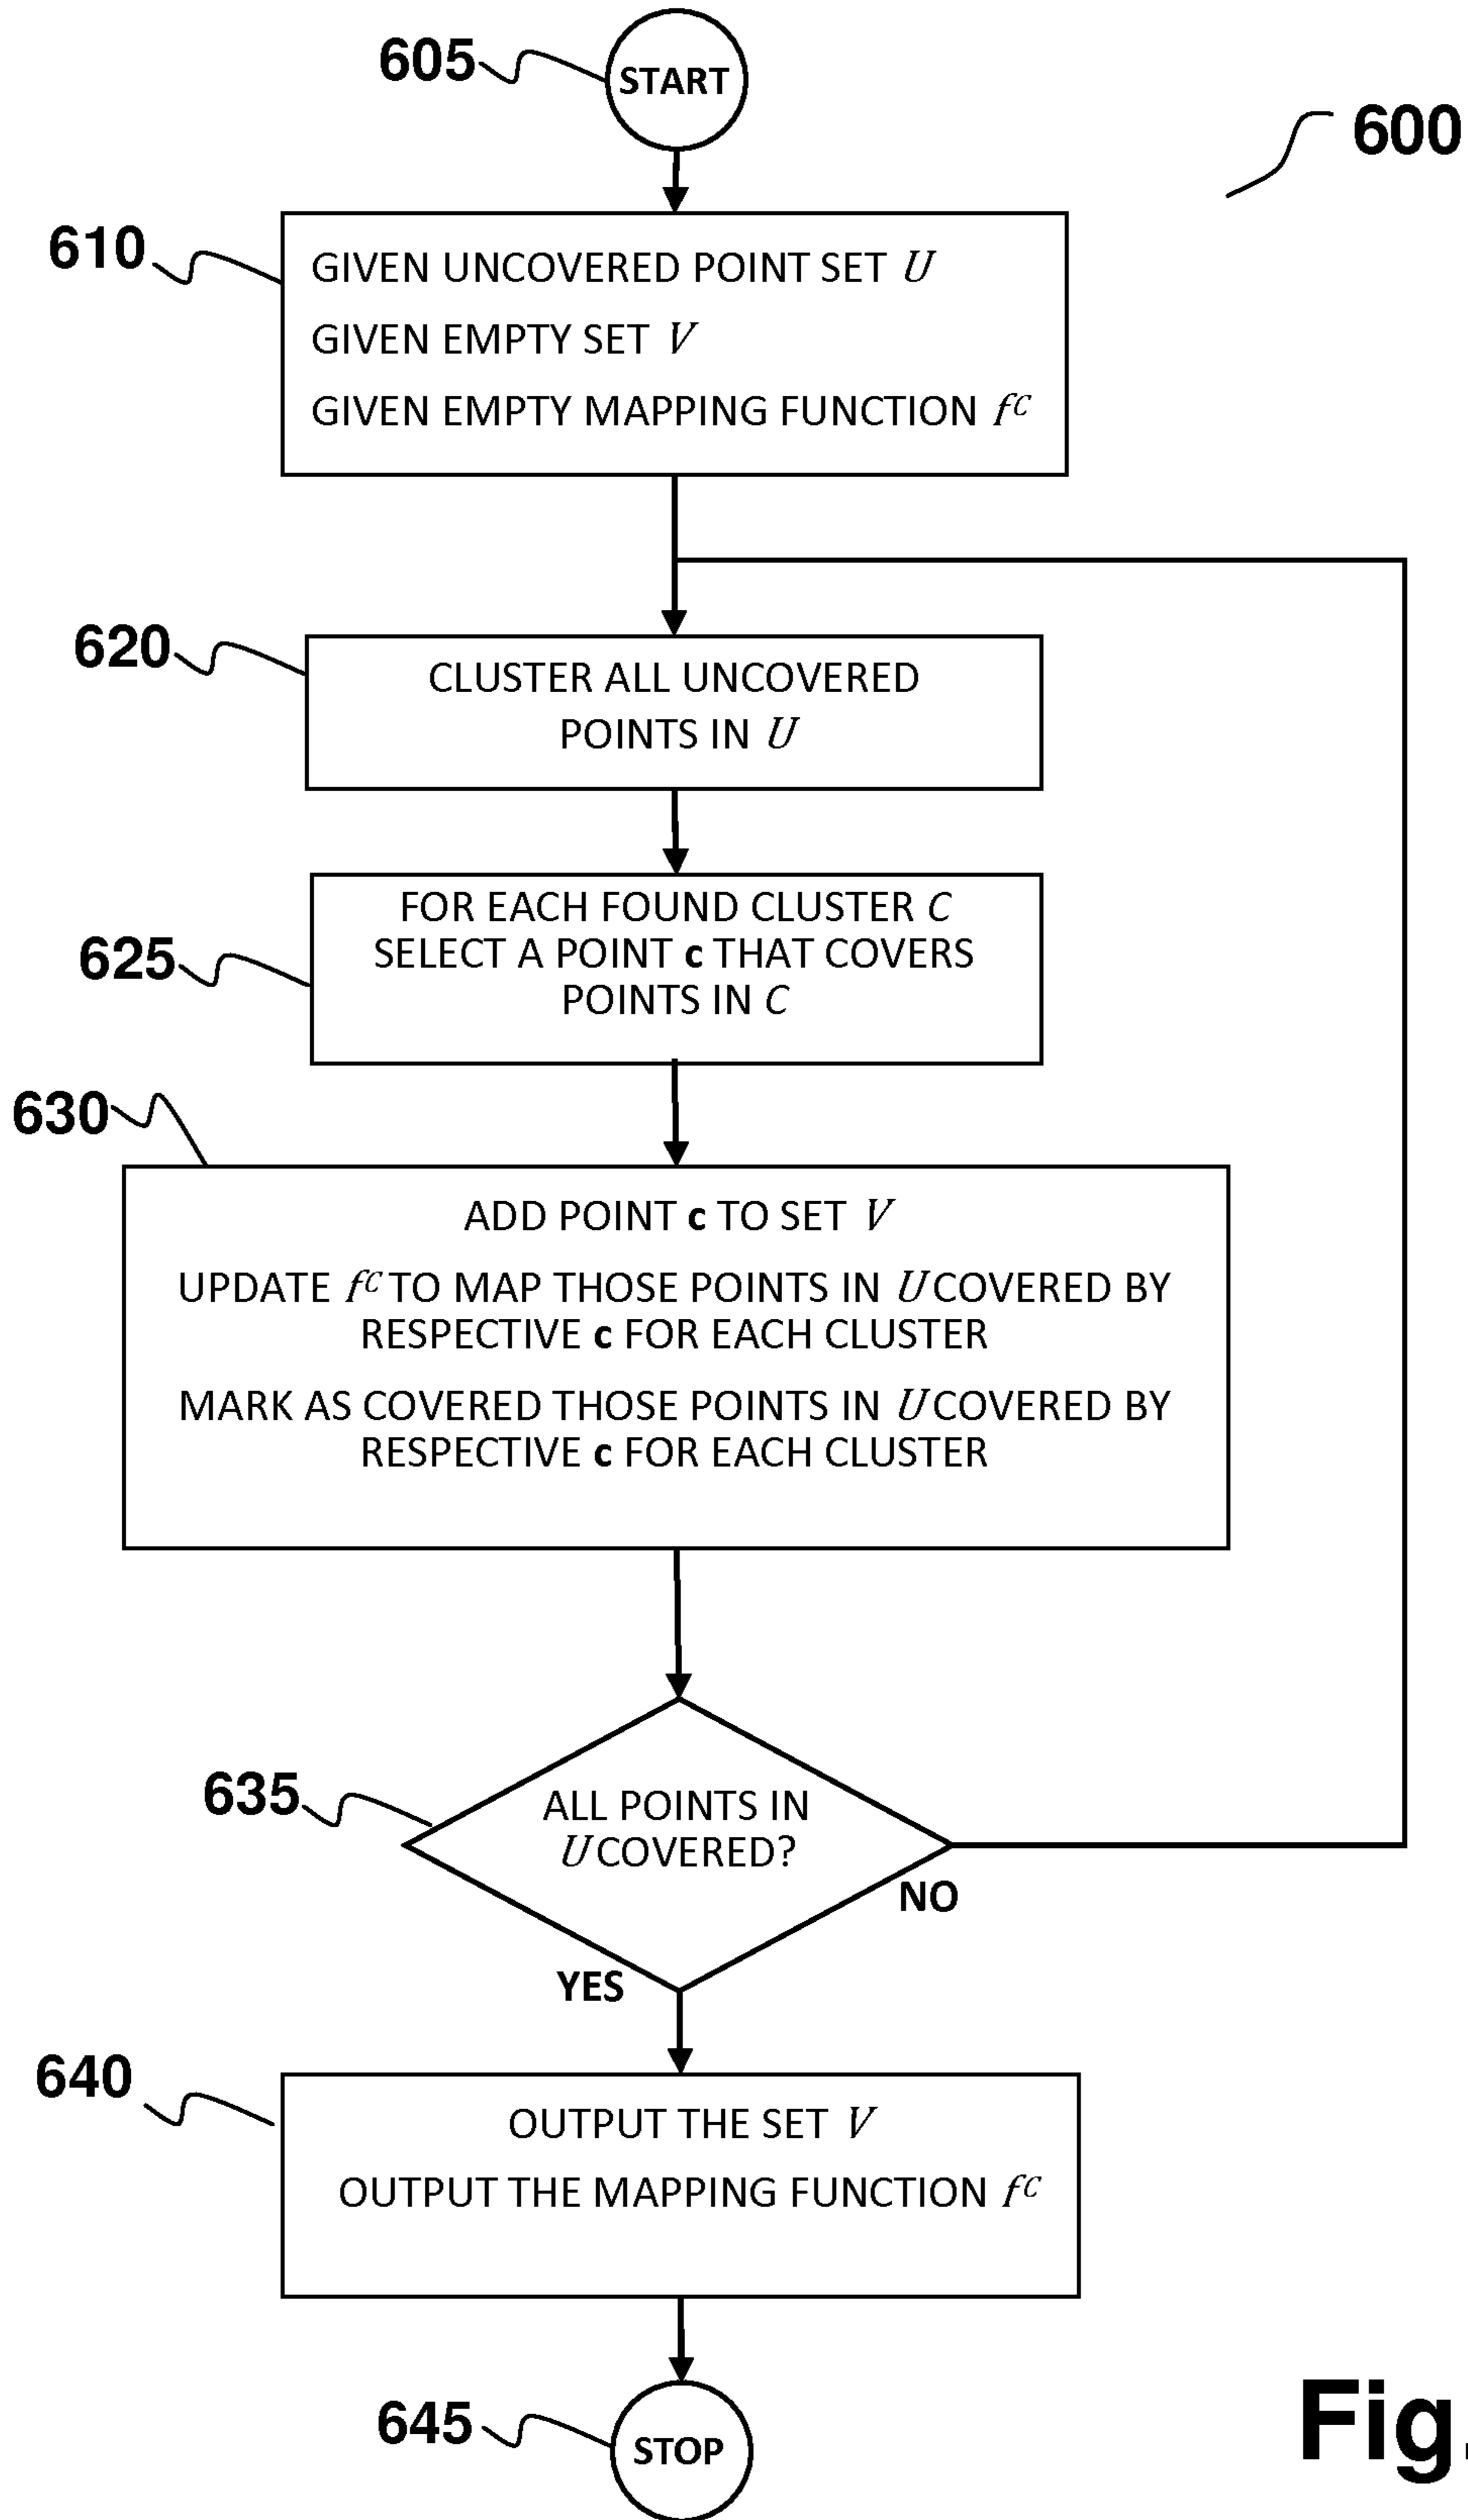 605
START
600
610
GIVEN UNCOVERED POINT SET U
GIVEN EMPTY SET V
GIVEN EMPTY MAPPING FUNCTION fC
620
CLUSTER ALL UNCOVERED
POINTS IN U
625
FOR EACH FOUND CLUSTER C
SELECT A POINT c THAT COVERS
POINTS IN C
630
ADD POINT c TO SET V
UPDATE fC TO MAP THOSE POINTS IN U COVERED BY
RESPECTIVE c FOR EACH CLUSTER
MARK AS COVERED THOSE POINTS IN U COVERED BY
RESPECTIVE c FOR EACH CLUSTER
635
ALL POINTS IN
U COVERED?
NO
YES
640
OUTPUT THE SET V
OUTPUT THE MAPPING FUNCTION fC
645
STOP
Fig.